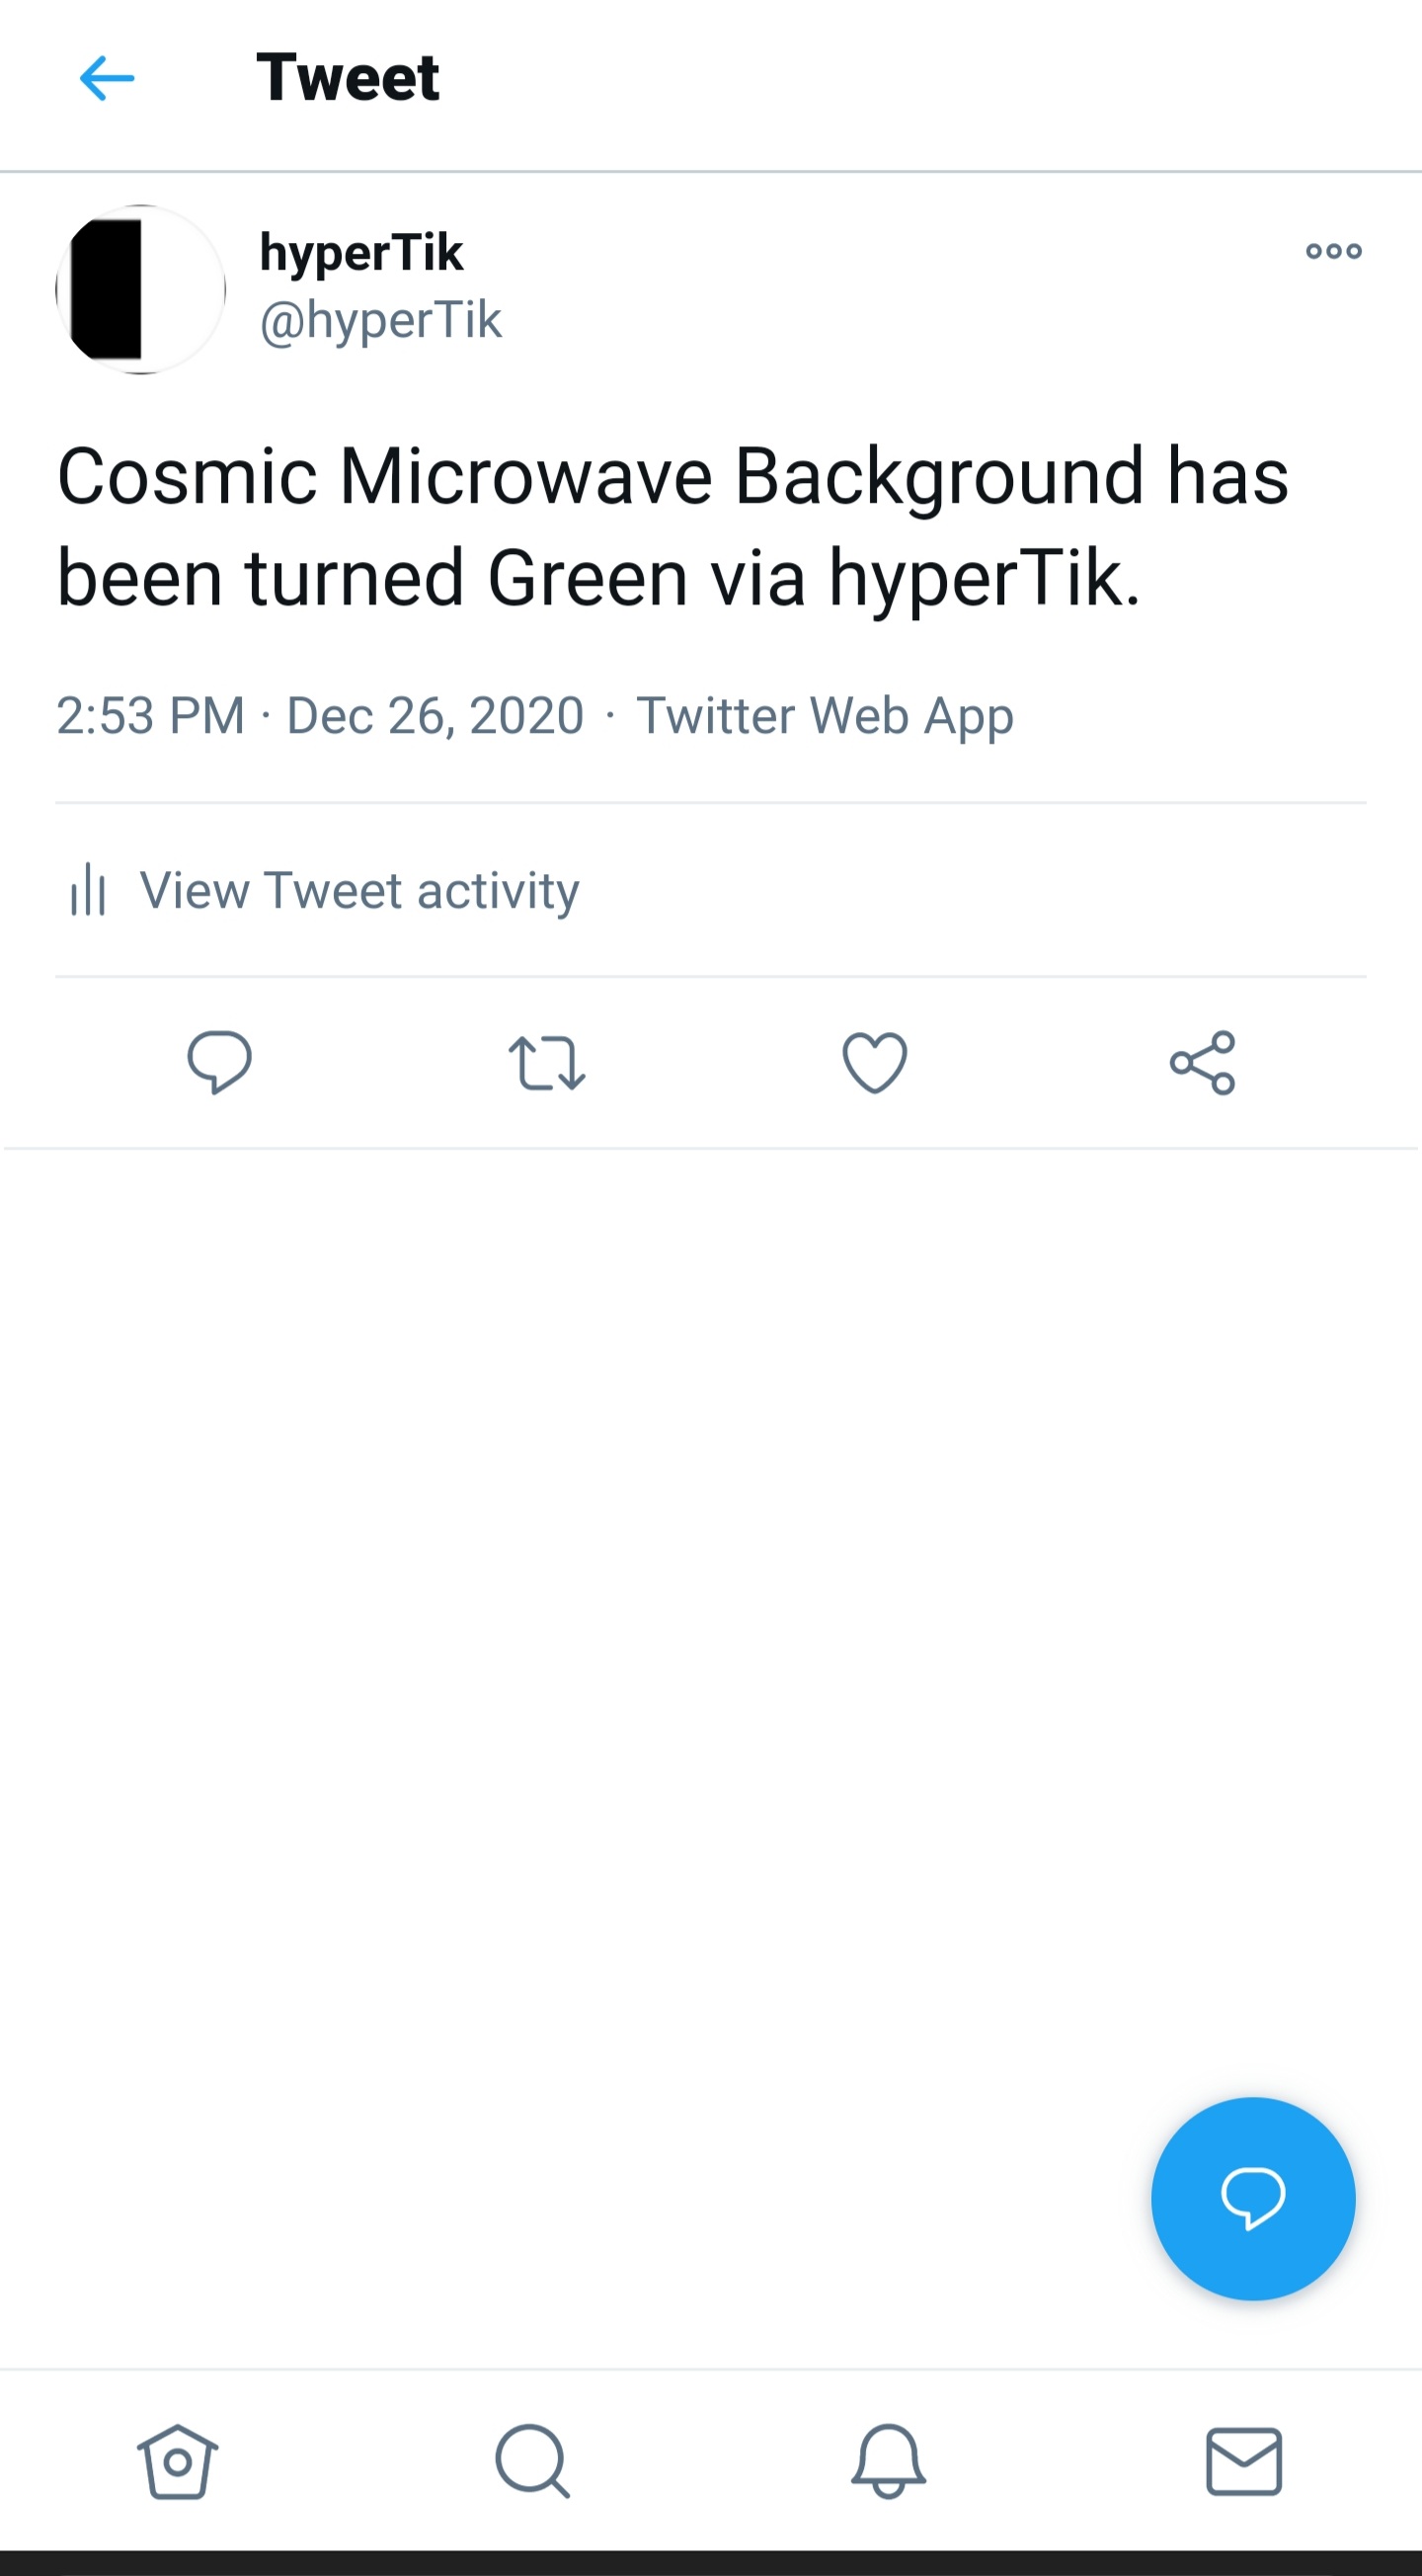 Tweet
hyperTik
@hyperTik
Cosmic Microwave Background has
been turned Green via hyperTik.
2:53 PM · Dec 26, 2020 · Twitter Web App
View Tweet activity